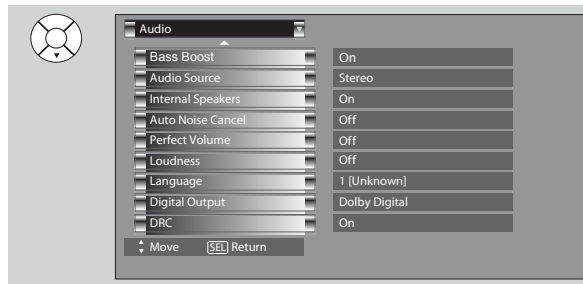 Audio
Bass Boost On
Audio Source Stereo
Internal Speakers On
Auto Noise Cancel Off
Perfect Volume Off
Loudness Off
Language 1 [Unknown]
Digital Output Dolby Digital
DRC On
Move SEL Return